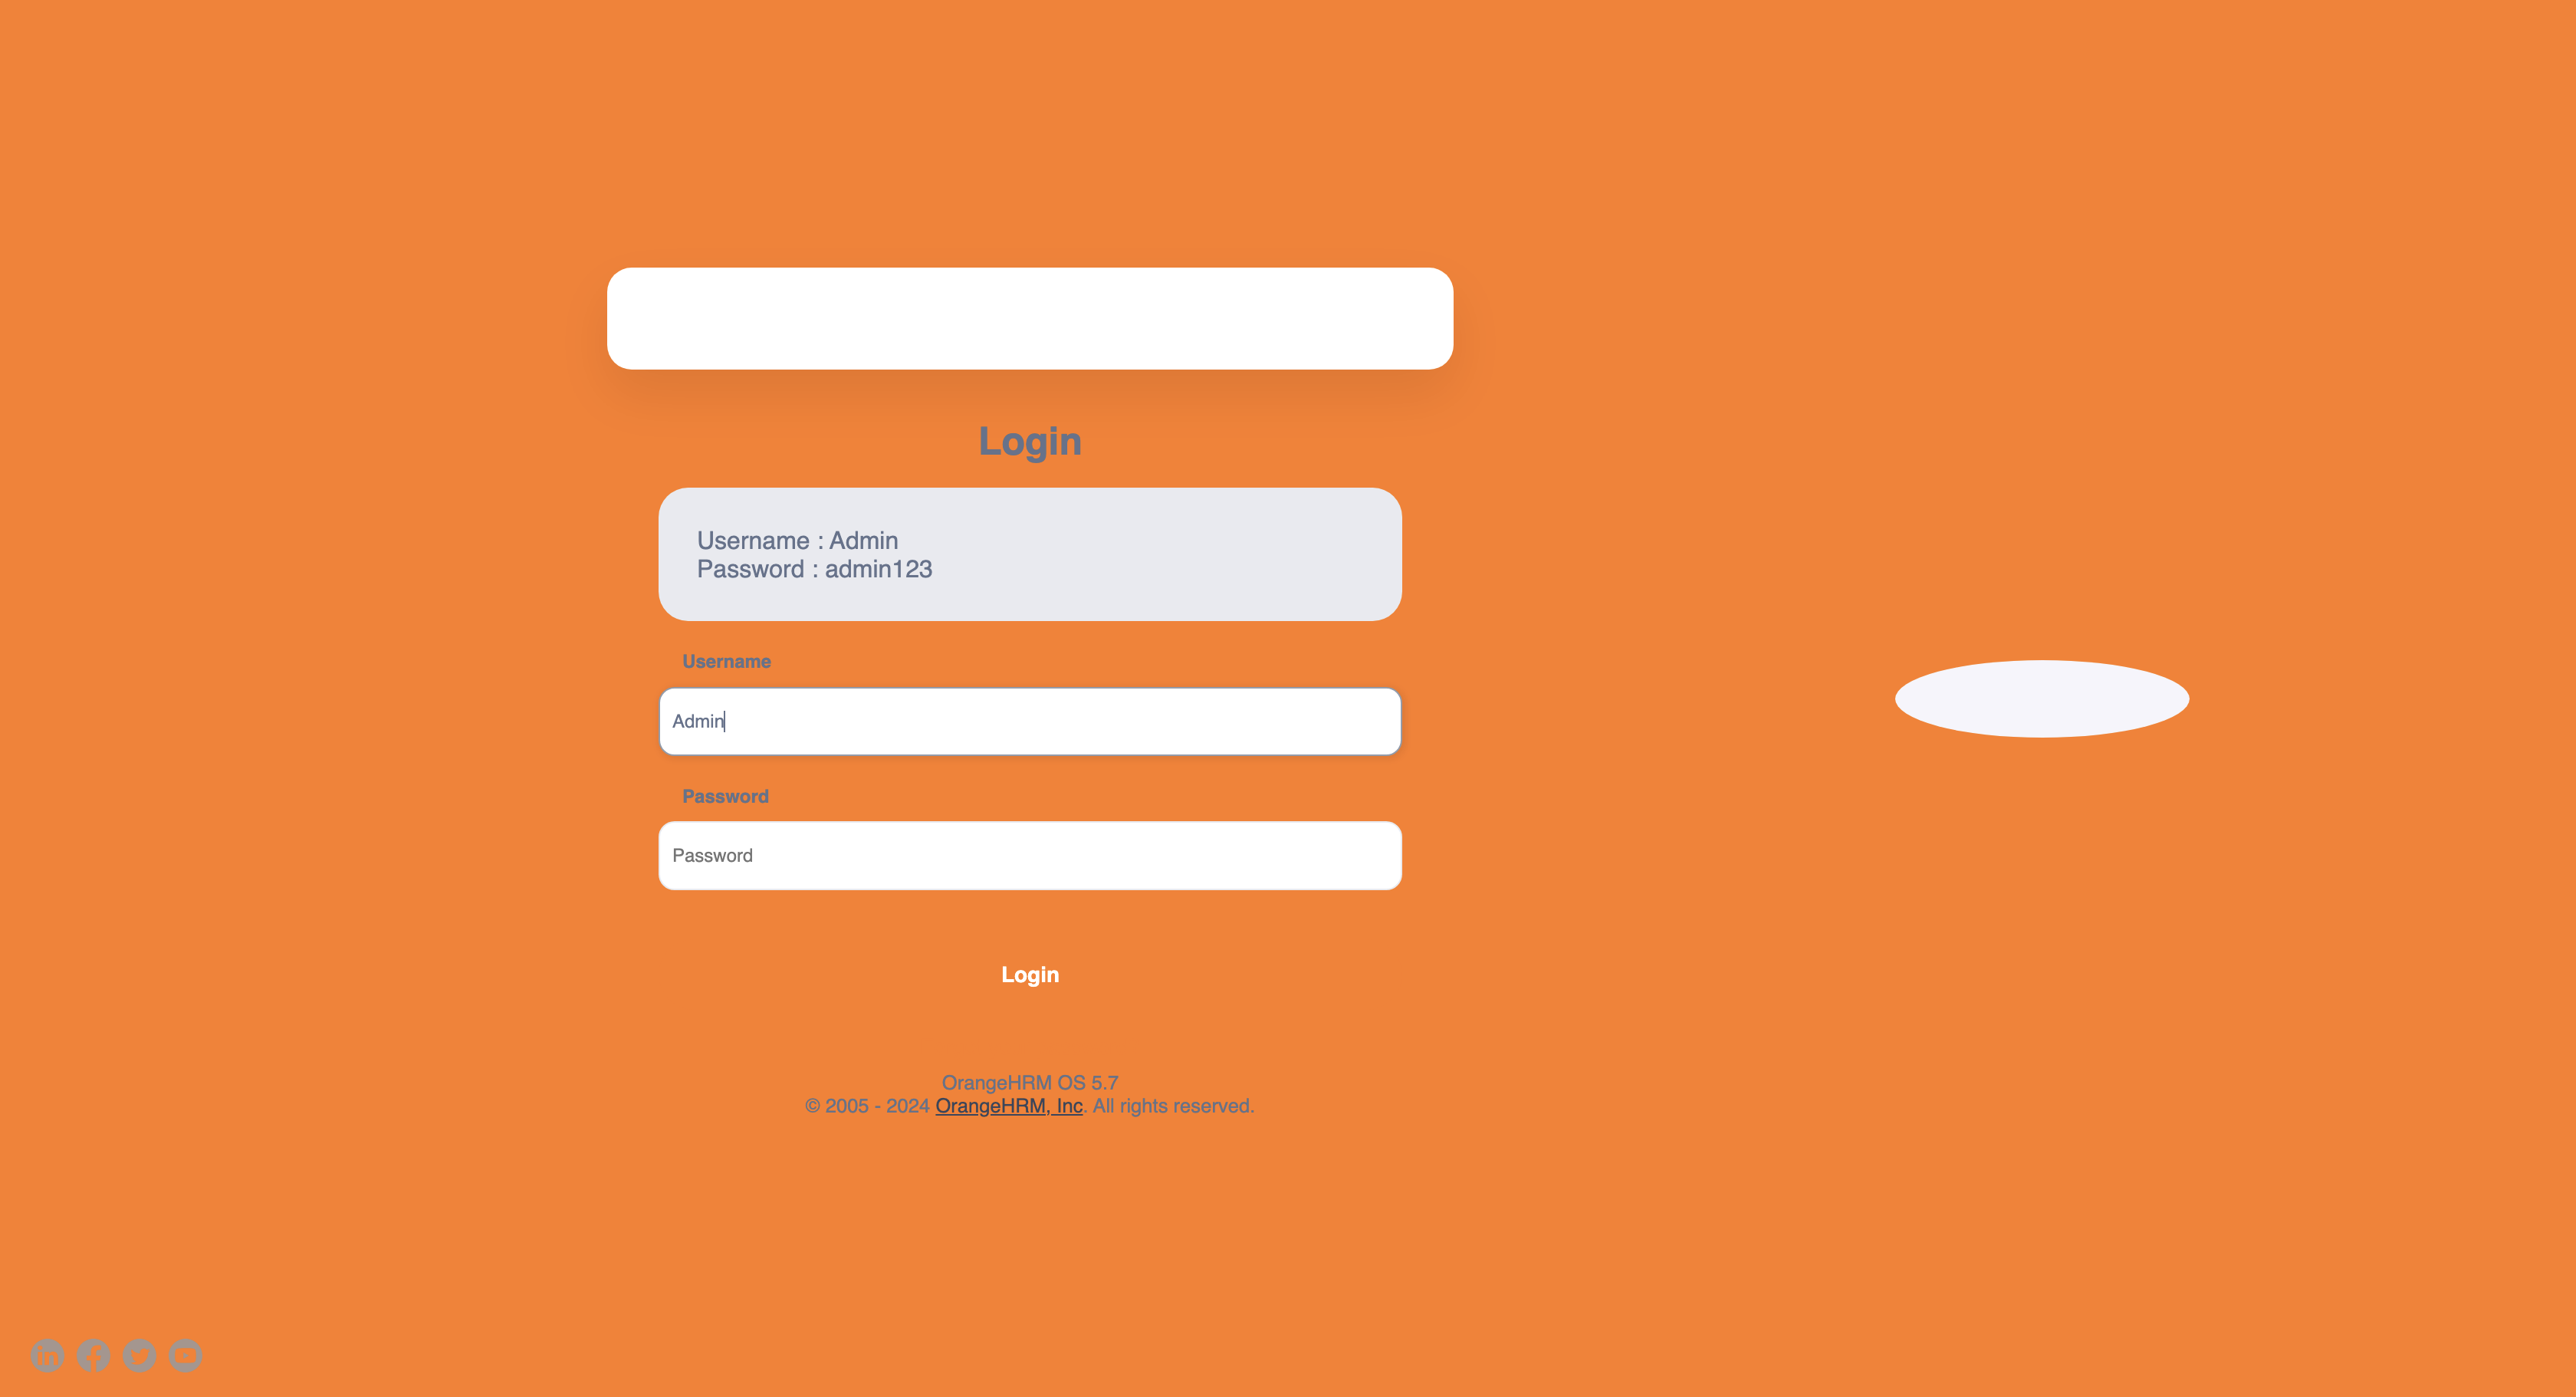 Login
Username : Admin
Password : admin123
Username
Admin
Password
Password
Login
OrangeHRM OS 5.7
© 2005 - 2024 OrangeHRM, Inc. All rights reserved.